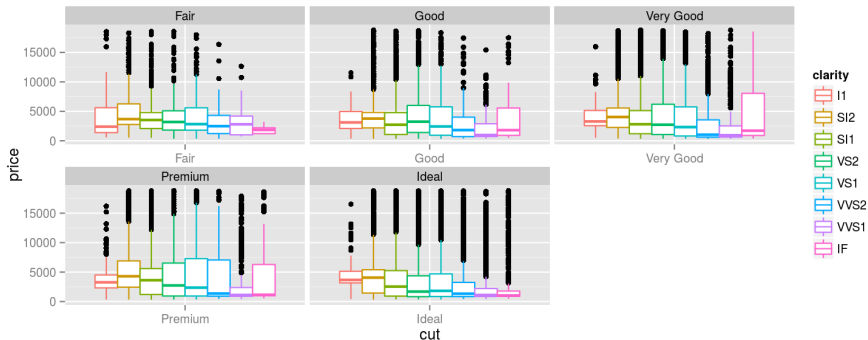 Fair
Good
Very Good
15000
10000
5000
0
Fair
Good
Very Good
Premium
Ideal
15000
10000
5000
0
Premium
Ideal
cut
price
clarity
I1
SI2
SI1
VS2
VS1
VVS2
VVS1
IF